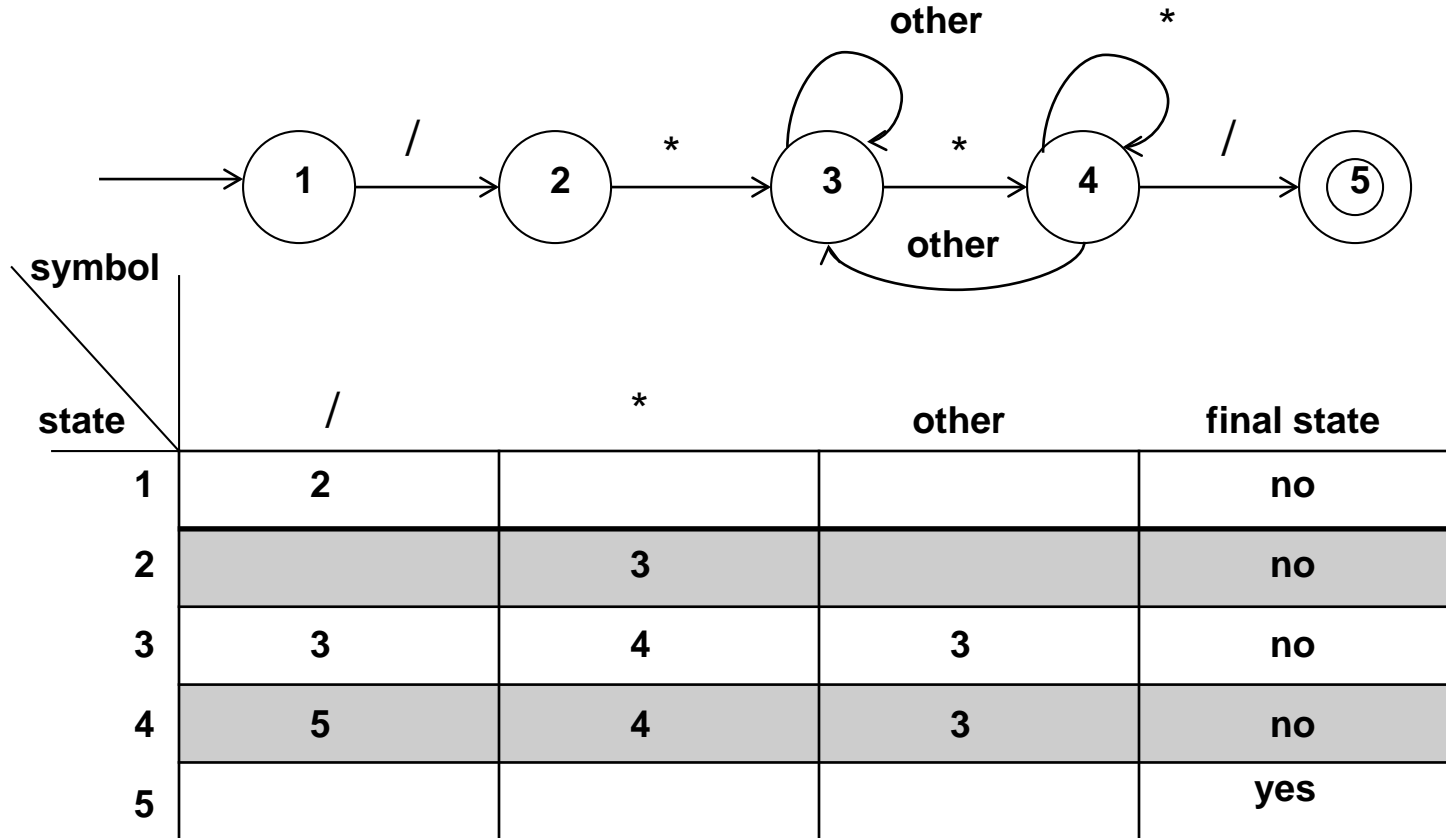 other *
/ * * /
1 2 3 4 5
other
symbol
state / * other final state
1 2 no
2 3 no
3 3 4 3 no
4 5 4 3 no
5 yes